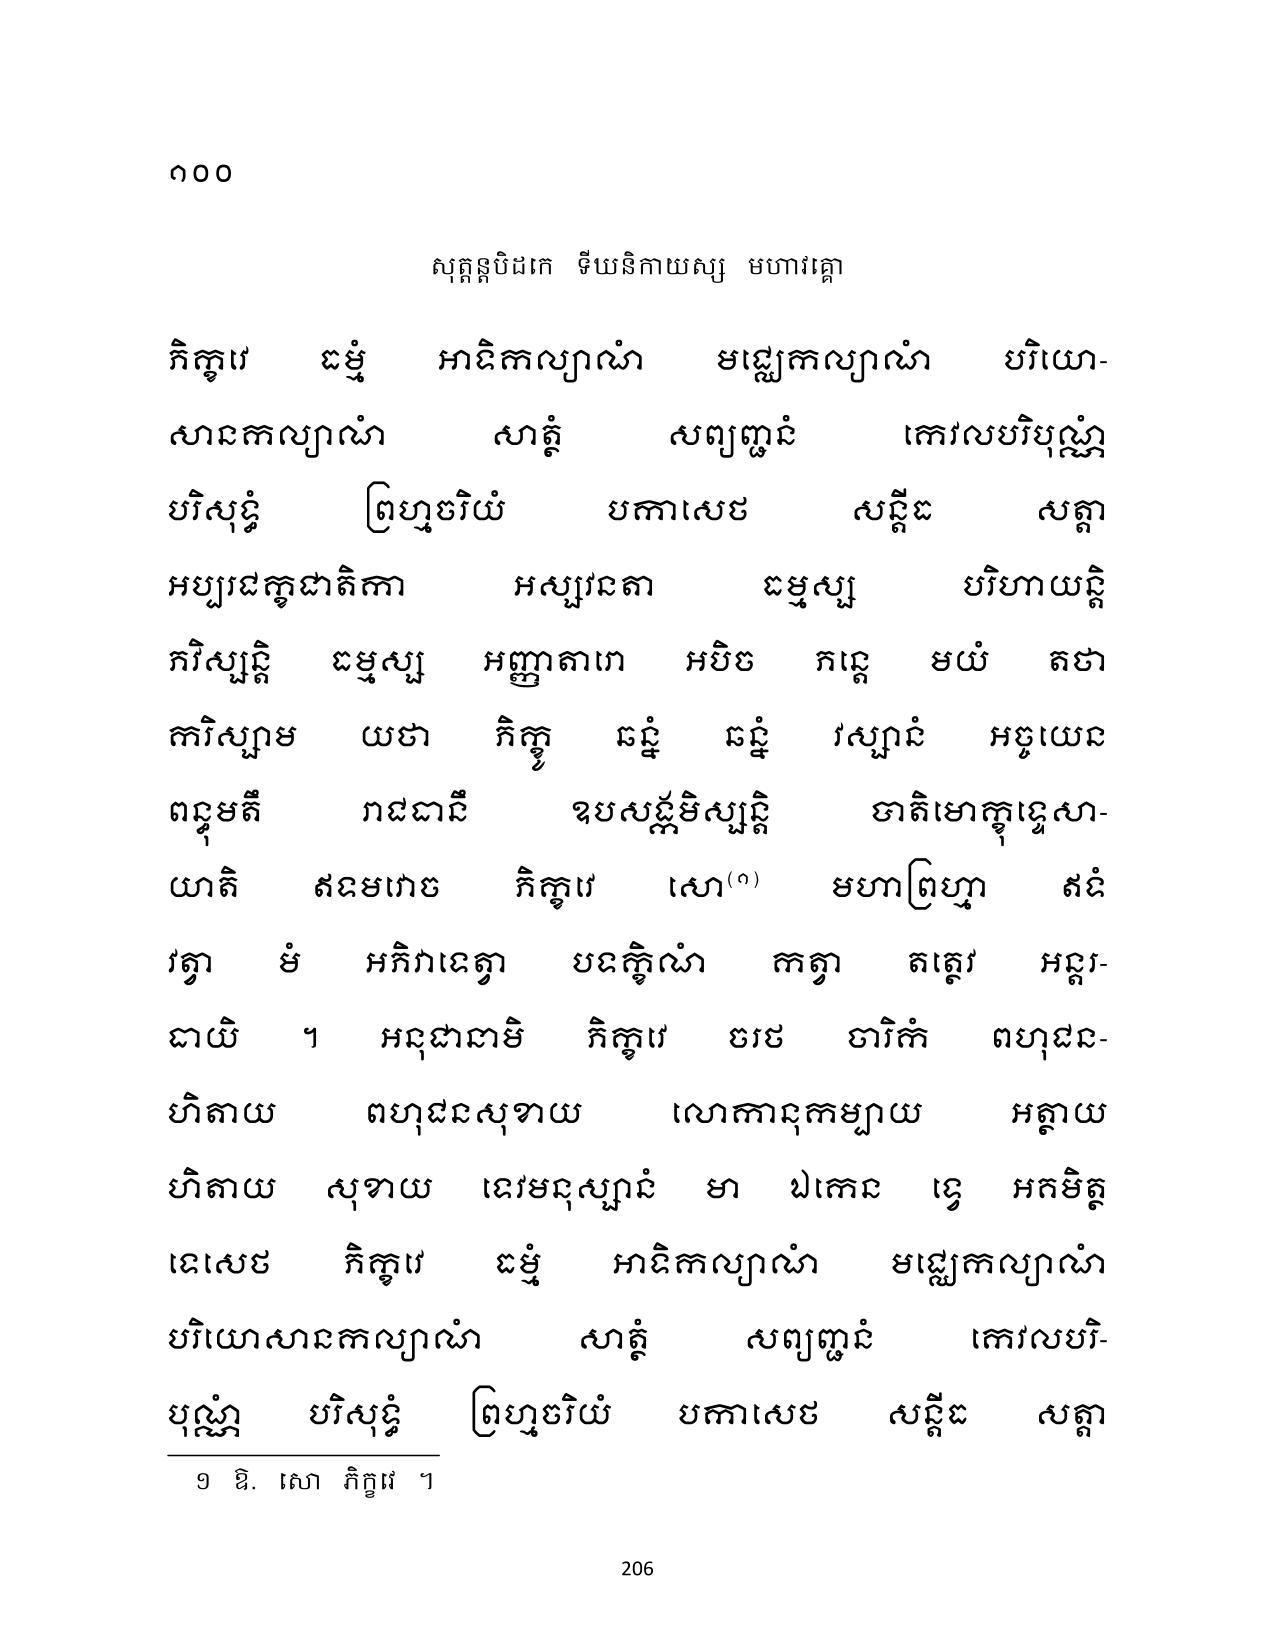 ១០០
សុត្តន្តបិដកេ ទីឃនិកាយស្ស មហាវគ្គោ
ភិក្ខវេ ធម្មំ អាទិកល្យាណំ មជ្ឈេកល្យាណំ បរិយោ-
សានកល្យាណំ សាត្ថំ សព្យញ្ជនំ កេវលបរិបុណ្ណំ
បរិសុទ្ធំ ព្រហ្មចរិយំ បកាសេថ សន្តីធ សត្តា
អប្បរជក្ខជាតិកា អស្សវនតា ធម្មស្ស បរិហាយន្តិ
ភវិស្សន្តិ ធម្មស្ស អញ្ញាតារោ អបិច ភន្តេ មយំ តថា
ករិស្សាម យថា ភិក្ខូ ឆន្នំ ឆន្នំ វស្សានំ អច្ចយេន
ពន្ធុមតឹ រាជធានឹ ឧបសង្កមិស្សន្តិ បាតិមោក្ខុទ្ទេសា-
យាតិ ឥទមវោច ភិក្ខវេ សោ(១) មហាព្រហ្មា ឥទំ
វត្វា មំ អភិវាទេត្វា បទក្ខិណំ កត្វា តត្ថេវ អន្តរ-
ធាយិ ។ អនុជានាមិ ភិក្ខវេ ចរថ ចារិកំ ពហុជន-
ហិតាយ ពហុជនសុខាយ លោកានុកម្បាយ អត្ថាយ
ហិតាយ សុខាយ ទេវមនុស្សានំ មា ឯកេន ទ្វេ អគមិត្ថ
ទេសេថ ភិក្ខវេ ធម្មំ អាទិកល្យាណំ មជ្ឈេកល្យាណំ
បរិយោសានកល្យាណំ សាត្ថំ សព្យញ្ជនំ កេវលបរិ-
បុណ្ណំ បរិសុទ្ធំ ព្រហ្មចរិយំ បកាសេថ សន្តីធ សត្តា
១ ឱ. សោ ភិក្ខវេ ។
206